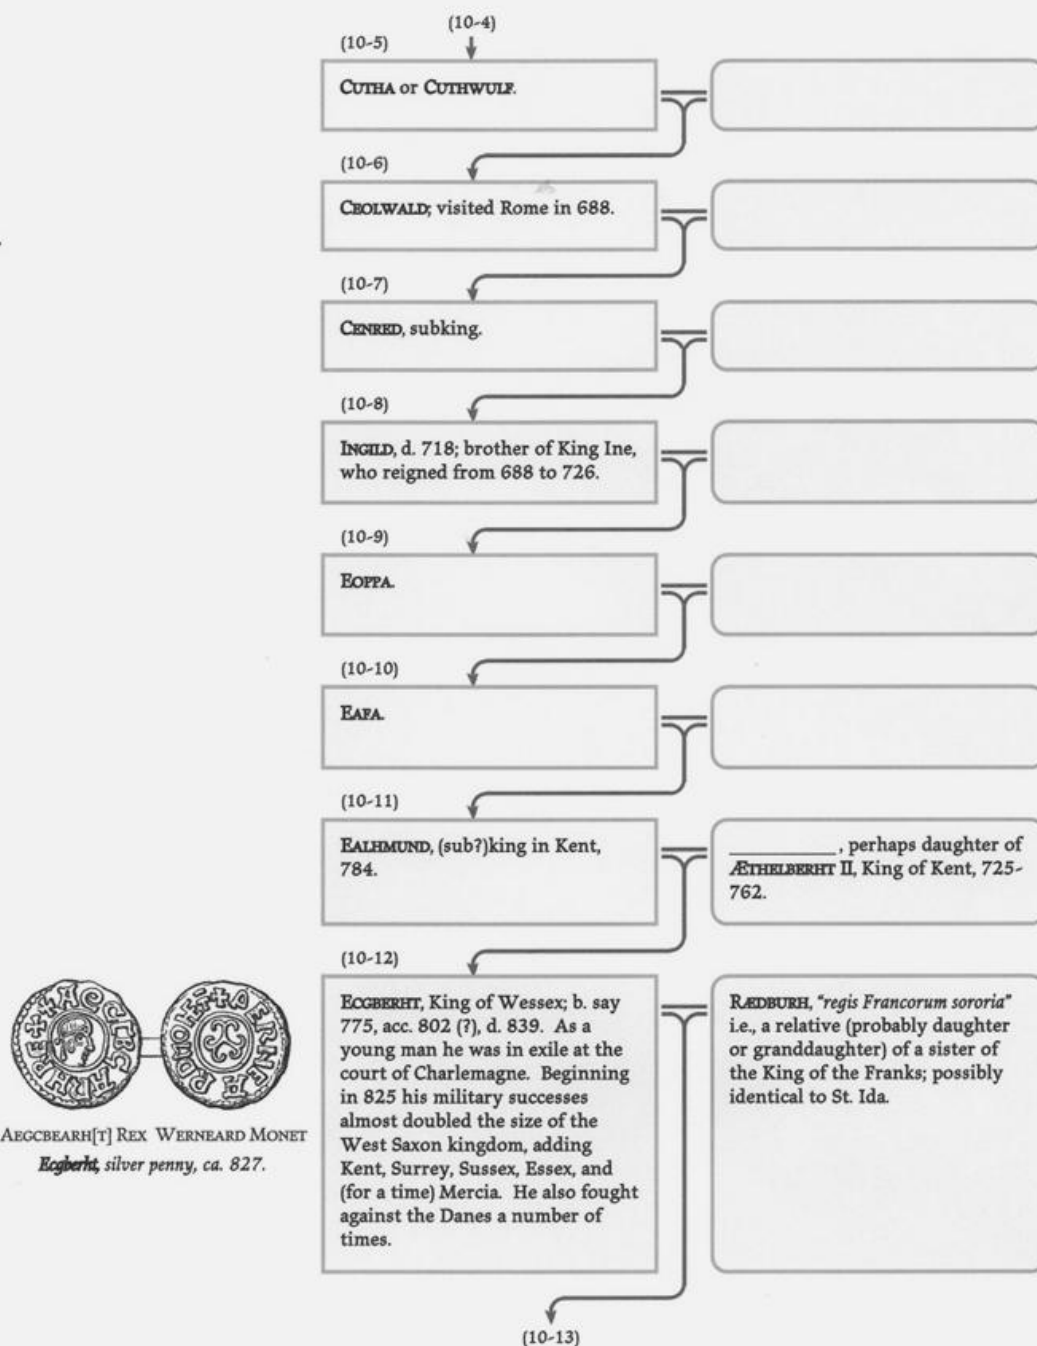 (10-4)
(10-5)
CUTHA or CUTHWULF.
(10-6)
CEOLWALD; visited Rome in 688.
(10-7)
CENRED, subking.
(10-8)
INGILD, d. 718; brother of King Ine,
who reigned from 688 to 726.
(10-9)
EOPPA.
(10-10)
EAFA.
(10-11)
EALHMUND, (sub?)king in Kent,
784.
__________, perhaps daughter of
ÆTHELBERHT II, King of Kent, 725-
762.
(10-12)
ECGBERHT, King of Wessex; b. say
775, acc. 802 (?), d. 839. As a
young man he was in exile at the
court of Charlemagne. Beginning
in 825 his military successes
almost doubled the size of the
West Saxon kingdom, adding
Kent, Surrey, Sussex, Essex, and
(for a time) Mercia. He also fought
against the Danes a number of
times.
RÆDBURH, "regis Francorum sororia"
i.e., a relative (probably daughter
or granddaughter) of a sister of
the King of the Franks; possibly
identical to St. Ida.
AEGCBEARH[T] REX WERNEARD MONET
Ecgberht, silver penny, ca. 827.
(10-13)